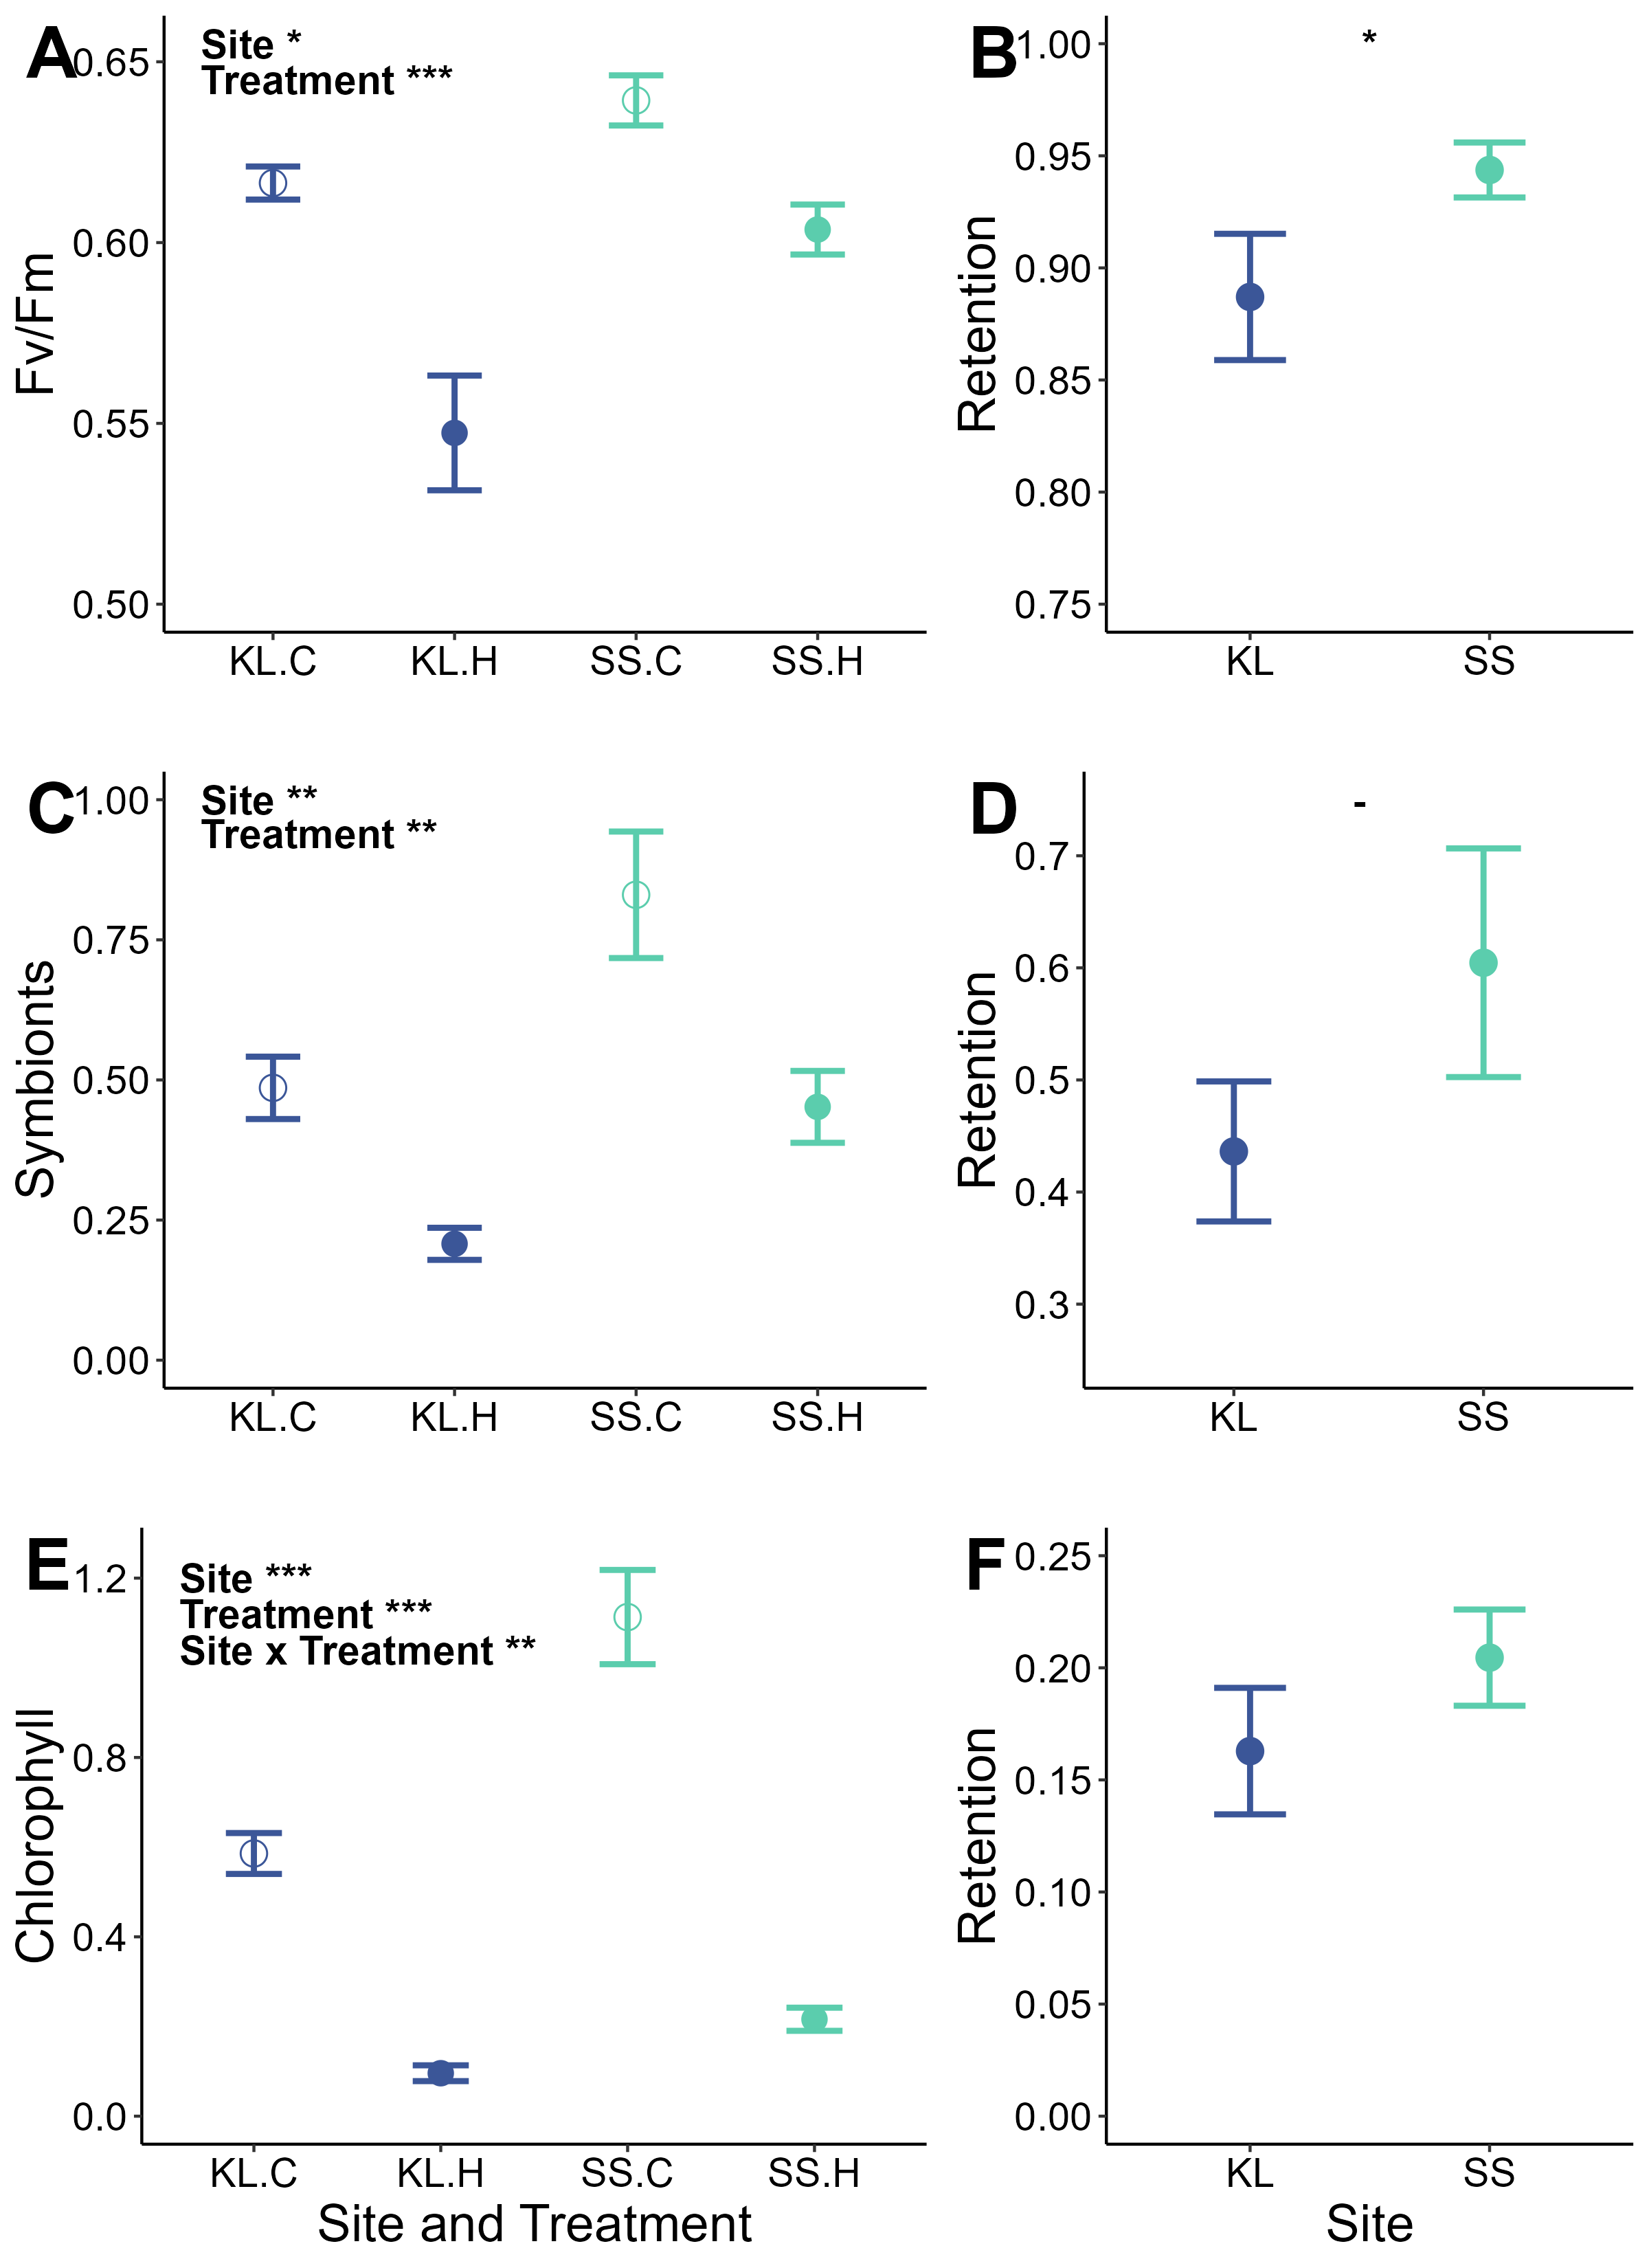 A
Site *
Treatment ***
0.65
0.60
0.55
0.50
Fv/Fm
KL.C KL.H SS.C SS.H
B
*
1.00
0.95
0.90
0.85
0.80
0.75
Retention
KL SS
C
Site **
Treatment **
1.00
0.75
0.50
0.25
0.00
Symbionts
KL.C KL.H SS.C SS.H
D
-
0.7
0.6
0.5
0.4
0.3
Retention
KL SS
E
Site ***
Treatment ***
Site x Treatment **
1.2
0.8
0.4
0.0
Chlorophyll
KL.C KL.H SS.C SS.H
Site and Treatment
F
0.25
0.20
0.15
0.10
0.05
0.00
Retention
KL SS
Site